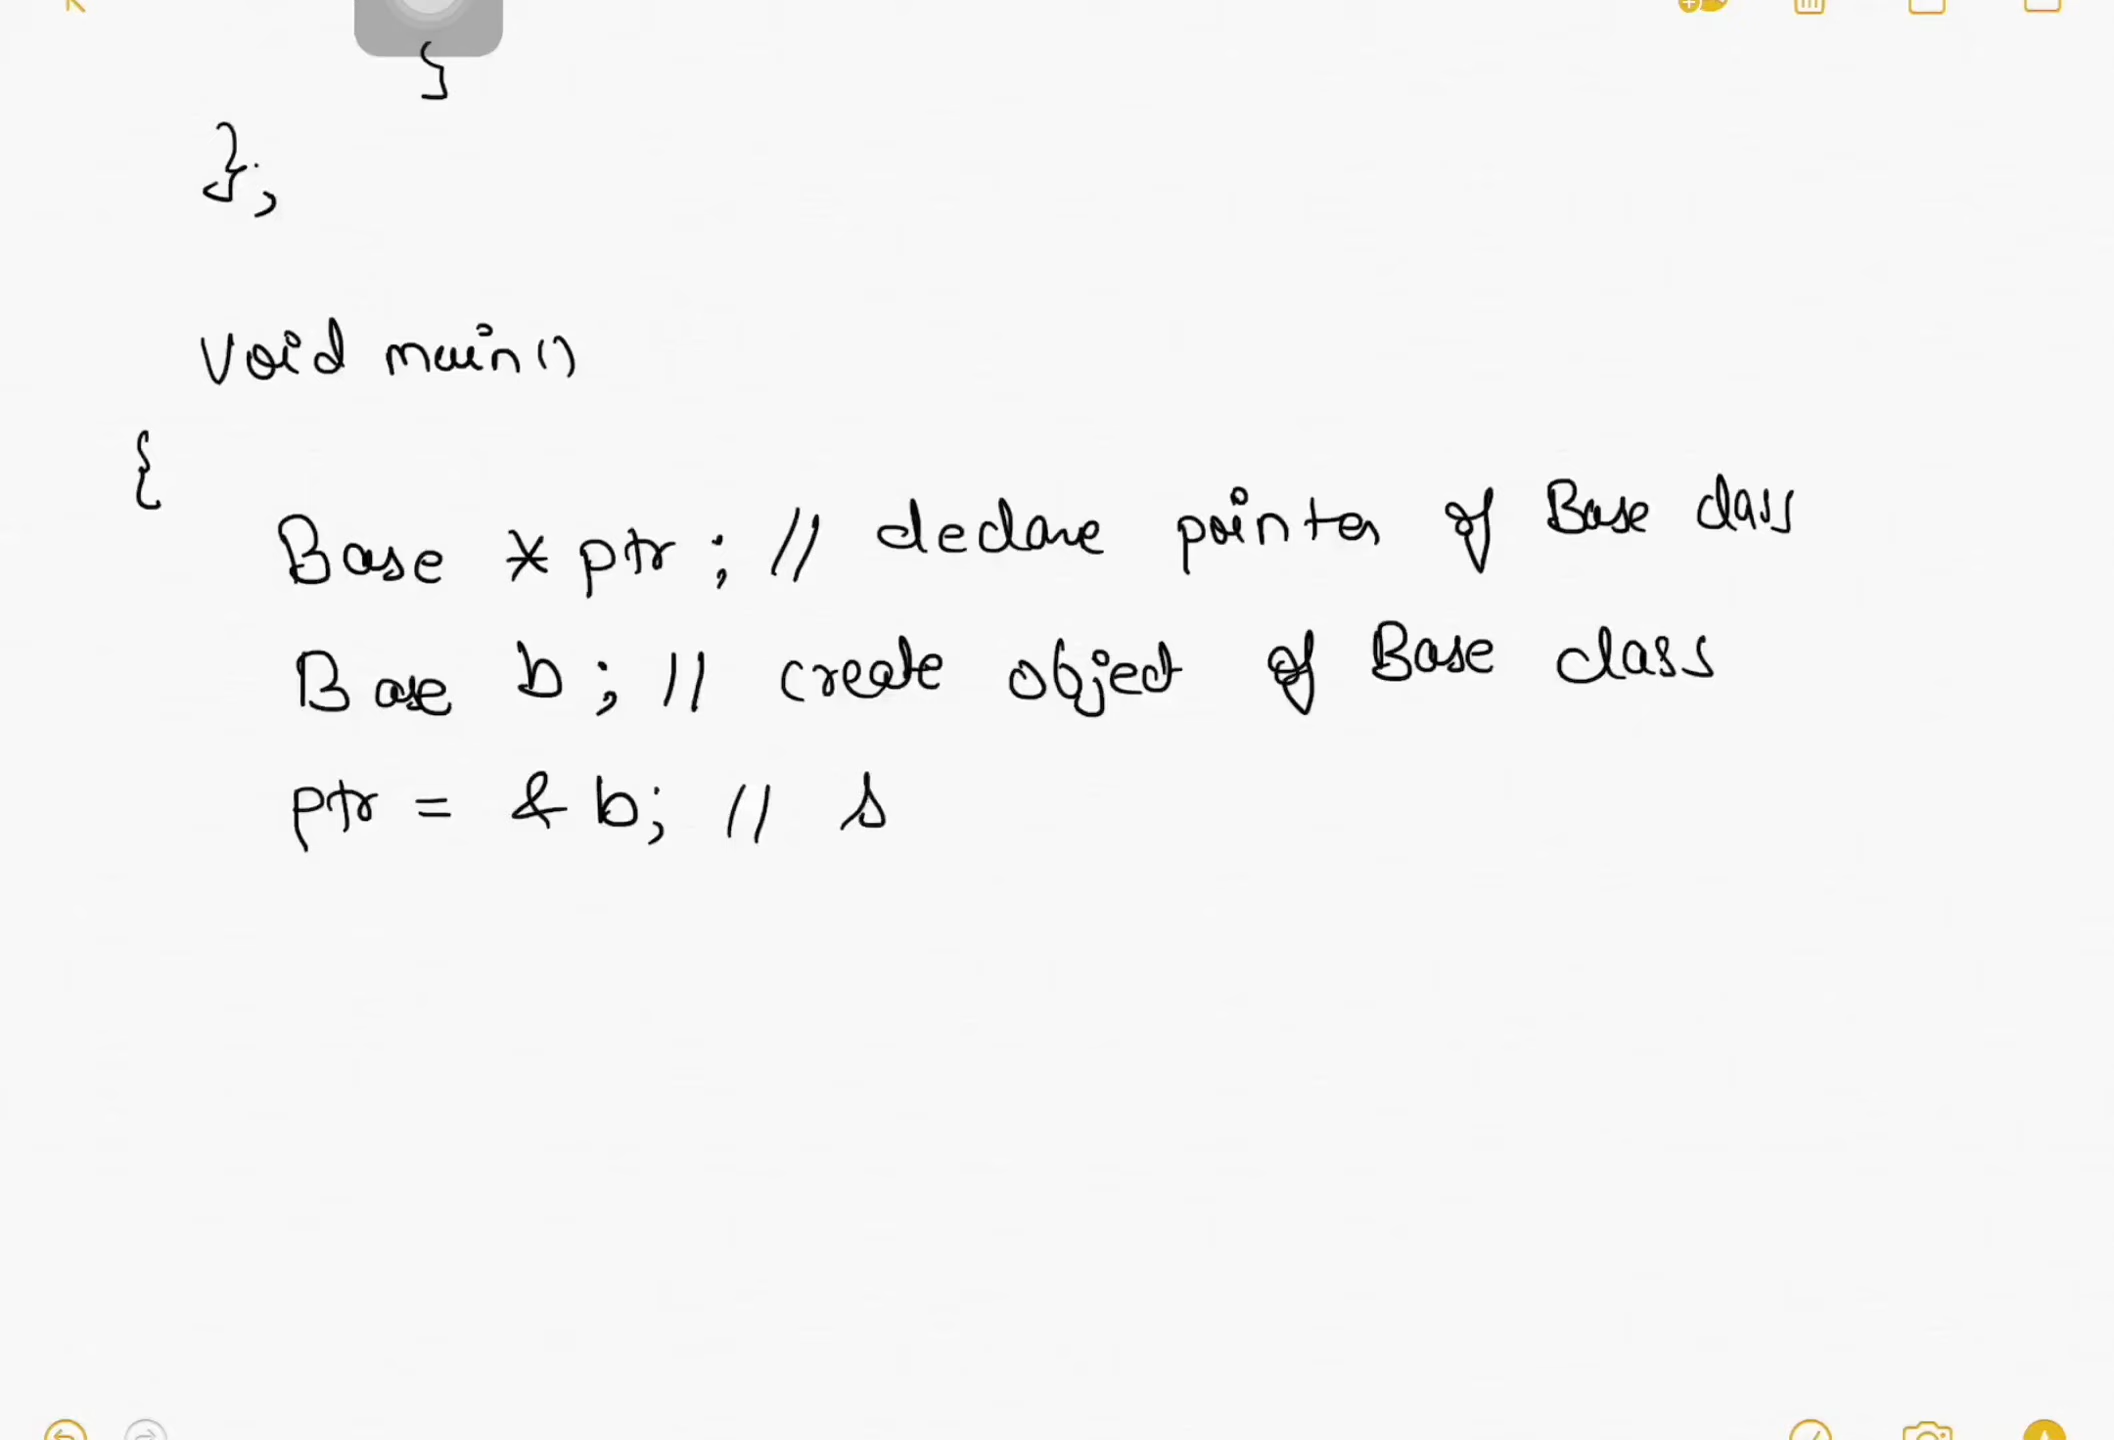 }
};
void main()
{
Base *ptr; // declare pointer of Base class
Base b; // create object of Base class
ptr = &b; // s